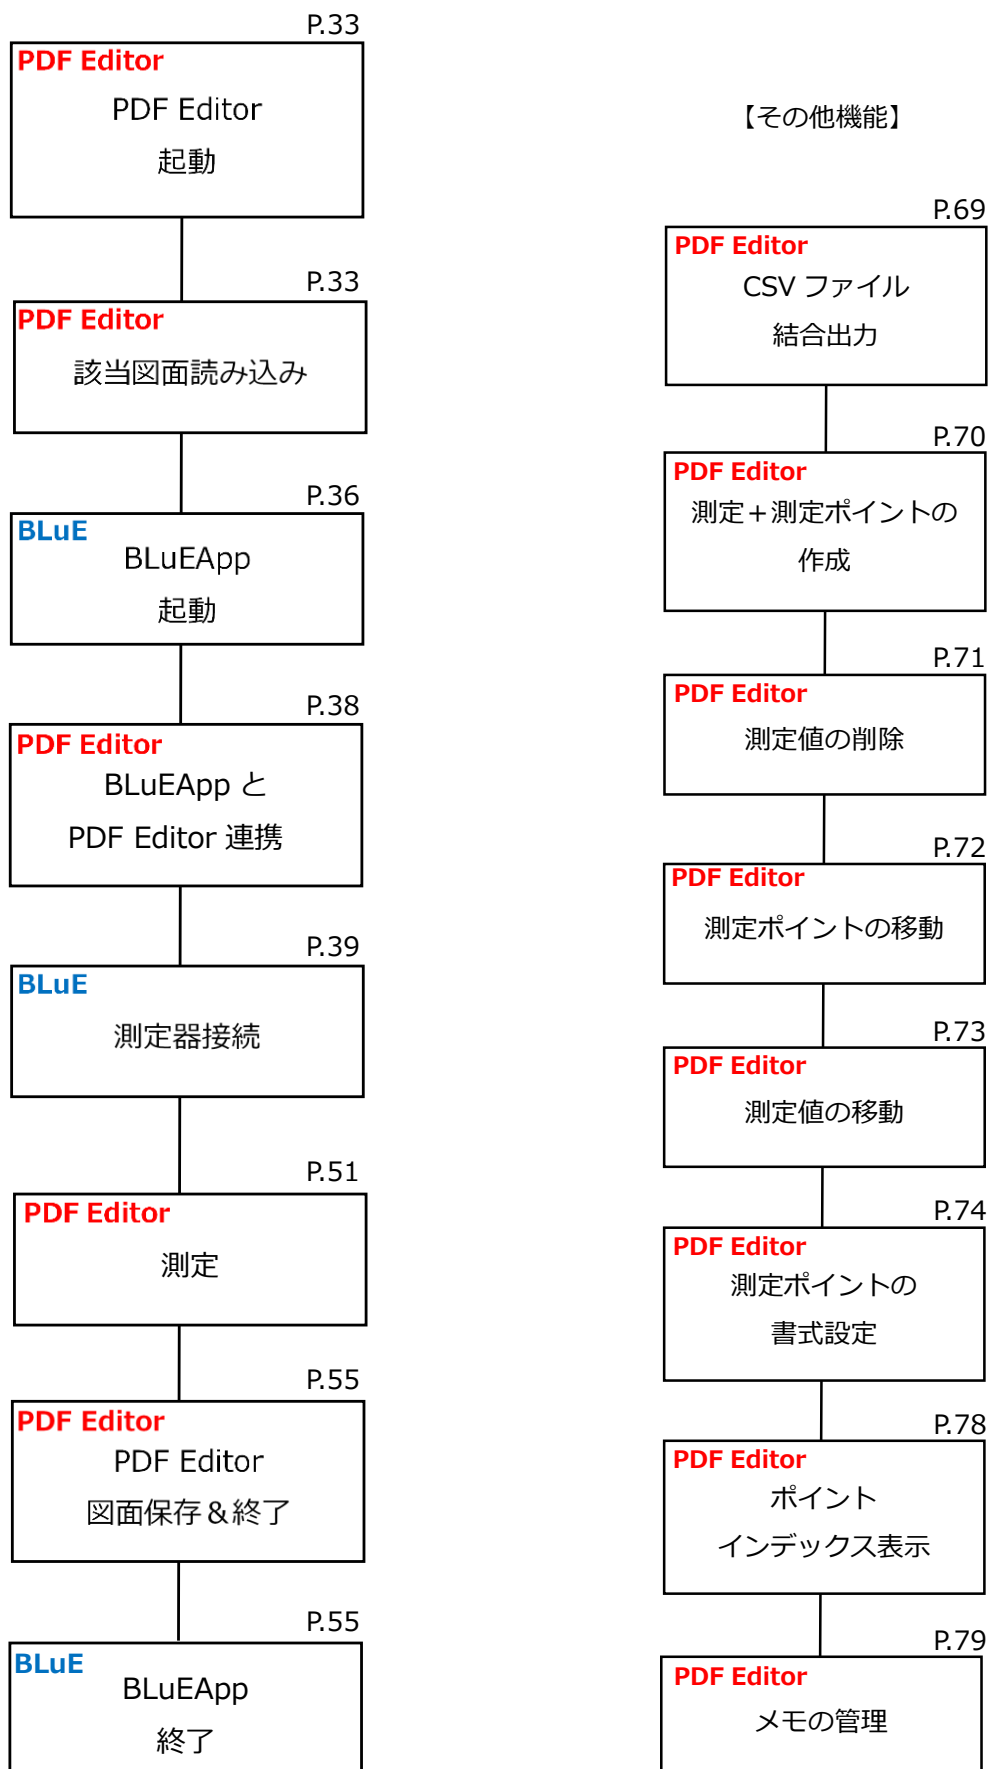 P.33
PDF Editor
PDF Editor
起動
P.33
PDF Editor
該当図面読み込み
P.36
BLuE
BLuEApp
起動
P.38
PDF Editor
BLuEApp と
PDF Editor 連携
P.39
BLuE
測定器接続
P.51
PDF Editor
測定
P.55
PDF Editor
PDF Editor
図面保存＆終了
P.55
BLuE
BLuEApp
終了
【その他機能】
P.69
PDF Editor
CSV ファイル
結合出力
P.70
PDF Editor
測定＋測定ポイントの
作成
P.71
PDF Editor
測定値の削除
P.72
PDF Editor
測定ポイントの移動
P.73
PDF Editor
測定値の移動
P.74
PDF Editor
測定ポイントの
書式設定
P.78
PDF Editor
ポイント
インデックス表示
P.79
PDF Editor
メモの管理